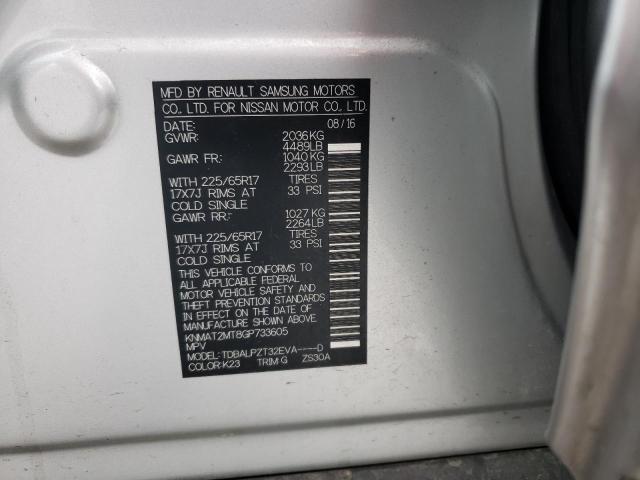 MFD BY RENAULT SAMSUNG MOTORS
CO., LTD. FOR NISSAN MOTOR CO., LTD.
DATE: 08/16
GVWR: 2036KG
4489LB
GAWR FR: 1040KG
2293LB
WITH 225/65R17 TIRES
17X7J RIMS AT 33 PSI
COLD SINGLE
GAWR RR: 1027 KG
2264LB
WITH 225/65R17 TIRES
17X7J RIMS AT 33 PSI
COLD SINGLE
THIS VEHICLE CONFORMS TO
ALL APPLICABLE FEDERAL
MOTOR VEHICLE SAFETY AND
THEFT PREVENTION STANDARDS
IN EFFECT ON THE DATE OF
MANUFACTURE SHOWN ABOVE.
KNMAT2MT8GP733605
MPV
MODEL: TDBALPZT32EVA----D
COLOR: K23 TRIM G ZS30A